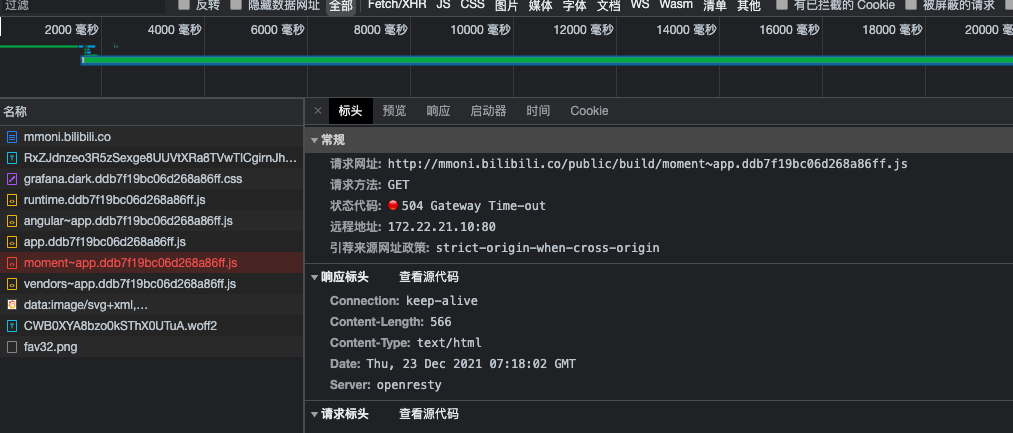 过滤 反转 隐藏数据网址 全部 Fetch/XHR JS CSS 图片 媒体 字体 文档 WS Wasm 清单 其他 有已拦截的 Cookie 被屏蔽的请求
2000 毫秒 4000 毫秒 6000 毫秒 8000 毫秒 10000 毫秒 12000 毫秒 14000 毫秒 16000 毫秒 18000 毫秒 20000 毫
名称
mmoni.bilibili.co
RxZJdnzeo3R5zSexge8UUVtXRa8TVwTICgirnJh...
grafana.dark.ddb7f19bc06d268a86ff.css
runtime.ddb7f19bc06d268a86ff.js
angular~app.ddb7f19bc06d268a86ff.js
app.ddb7f19bc06d268a86ff.js
moment~app.ddb7f19bc06d268a86ff.js
vendors~app.ddb7f19bc06d268a86ff.js
data:image/svg+xml,...
CWB0XYA8bzo0kSThX0UTuA.woff2
fav32.png
× 标头 预览 响应 启动器 时间 Cookie
常规
请求网址: http://mmoni.bilibili.co/public/build/moment~app.ddb7f19bc06d268a86ff.js
请求方法: GET
状态代码: 504 Gateway Time-out
远程地址: 172.22.21.10:80
引荐来源网址政策: strict-origin-when-cross-origin
响应标头 查看源代码
Connection: keep-alive
Content-Length: 566
Content-Type: text/html
Date: Thu, 23 Dec 2021 07:18:02 GMT
Server: openresty
请求标头 查看源代码